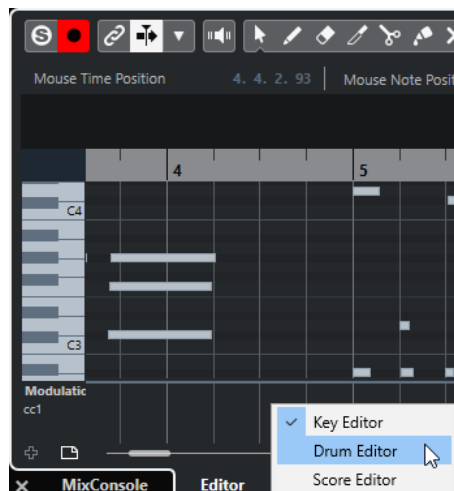 S
Mouse Time Position 4. 4. 2. 93 Mouse Note Posit
4 5
C4
C3
Modulatic
cc1
✓ Key Editor
Drum Editor
Score Editor
× MixConsole Editor